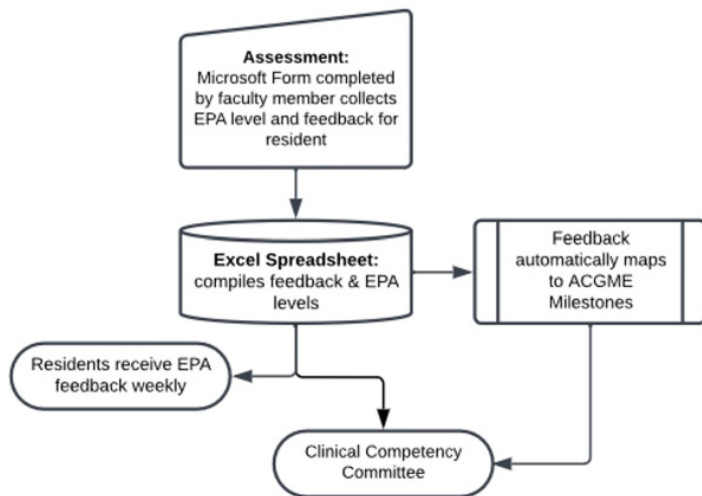 Assessment:
Microsoft Form completed
by faculty member collects
EPA level and feedback for
resident
Excel Spreadsheet:
compiles feedback & EPA
levels
Feedback
automatically maps
to ACGME
Milestones
Residents receive EPA
feedback weekly
Clinical Competency
Committee